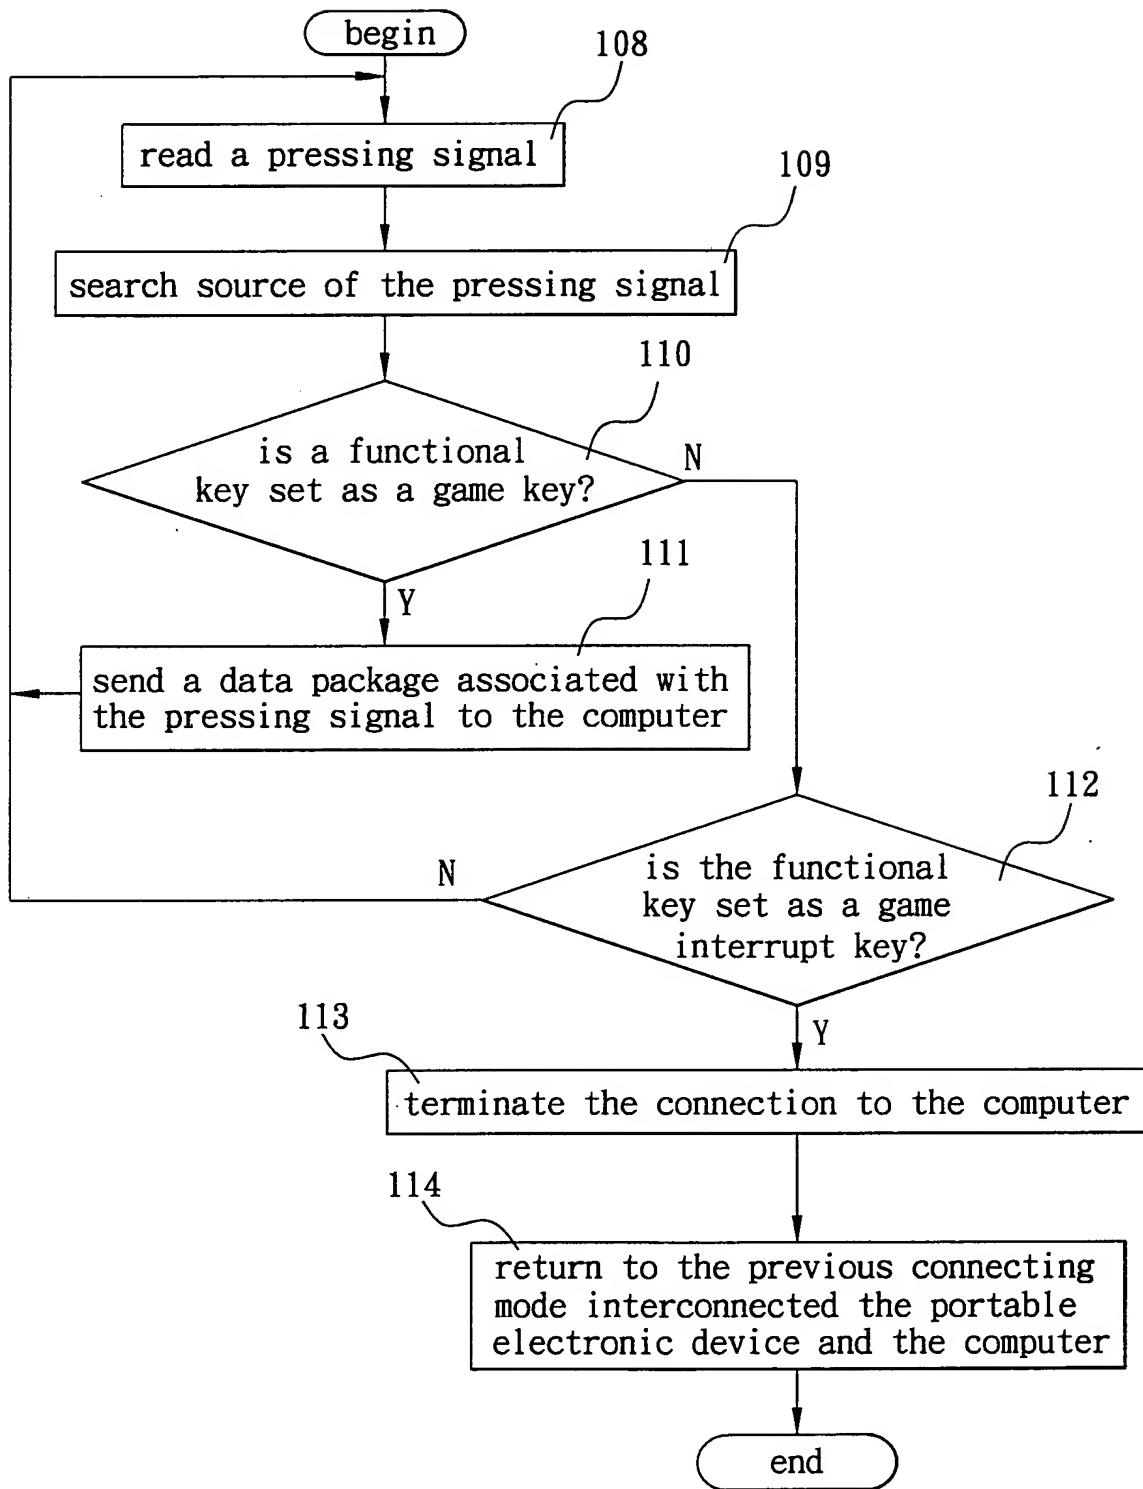 begin
108
read a pressing signal
109
search source of the pressing signal
110
is a functional
key set as a game key?
N
Y
111
send a data package associated with
the pressing signal to the computer
112
is the functional
key set as a game
interrupt key?
N
Y
113
terminate the connection to the computer
114
return to the previous connecting
mode interconnected the portable
electronic device and the computer
end